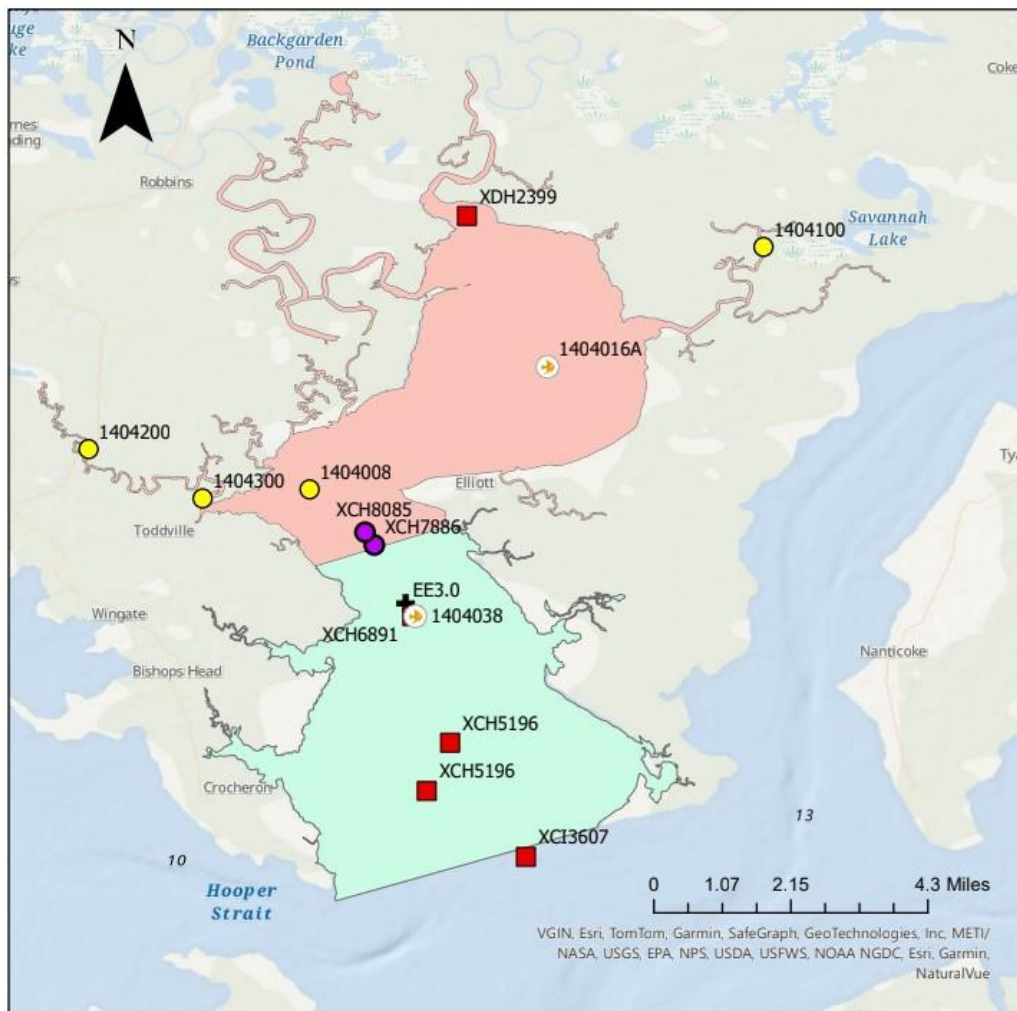 N
Backgarden
Pond
Robbins
XDH2399
1404100
Savannah
Lake
1404016A
1404200
1404300
1404008
Elliott
XCH8085
XCH7886
Toddville
EE3.0
1404038
Wingate
XCH6891
Bishops Head
Nanticoke
XCH5196
Crocheron
XCH5196
13
XCI3607
10
Hooper
Strait
0 1.07 2.15 4.3 Miles
VGIN, Esri, TomTom, Garmin, SafeGraph, GeoTechnologies, Inc, METI/
NASA, USGS, EPA, NPS, USDA, USFWS, NOAA NGDC, Esri, Garmin,
NaturalVue